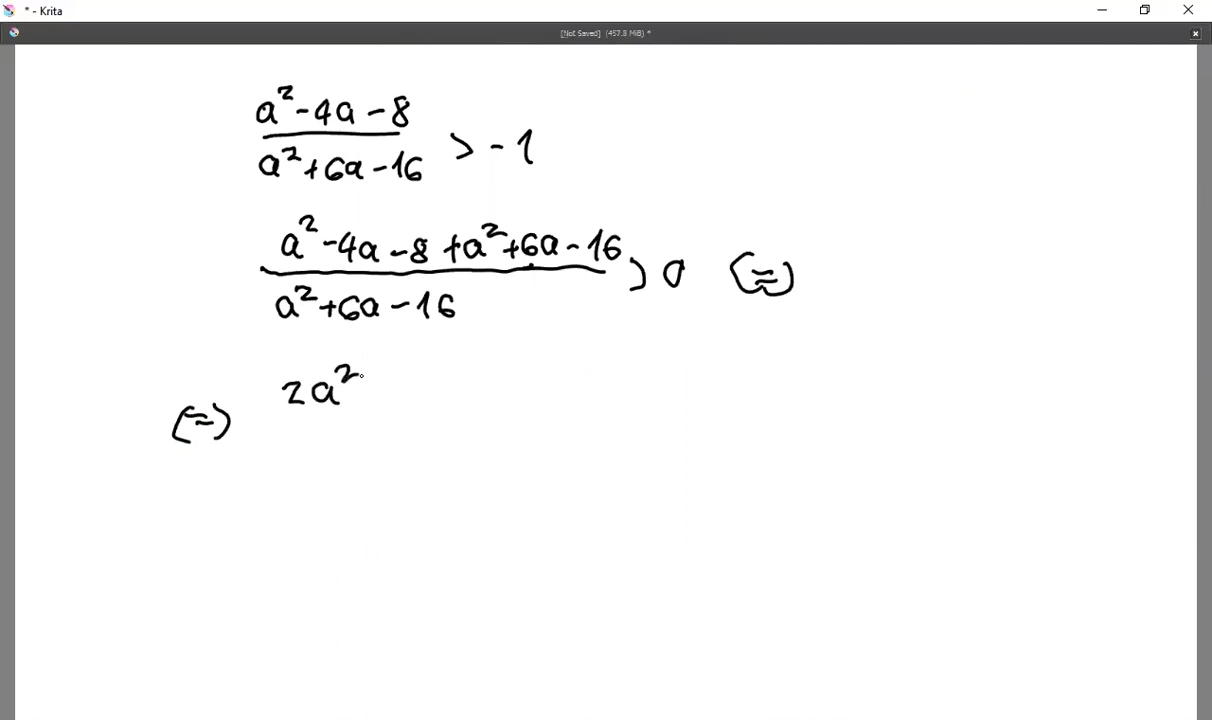 * - Krita
[Not Saved] (457.8 MiB) *
a² - 4a - 8
a² + 6a - 16
> - 1
a² - 4a - 8 + a² + 6a - 16
a² + 6a - 16
> 0 (=)
(=) 2a²